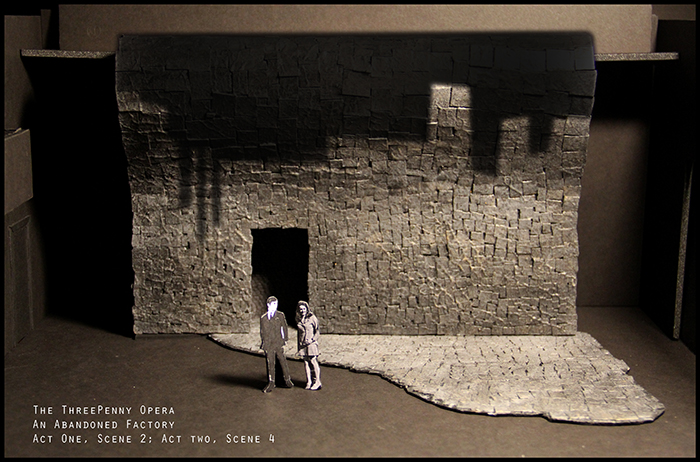 The ThreePenny Opera
An Abandoned Factory
Act One, Scene 2; Act two, Scene 4